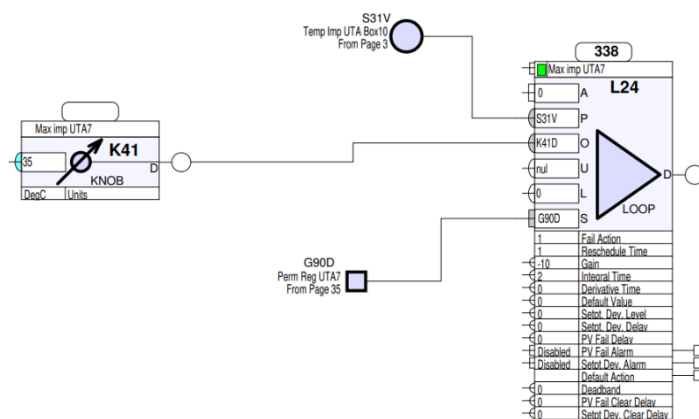 S31V
Temp Imp UTA Box10
From Page 3
338
Max imp UTA7
L24
0 A
S31V P
K41D O
nul U
0 L
G90D S
D
LOOP
Max imp UTA7
K41
35
D
KNOB
DegC Units
G90D
Perm Reg UTA7
From Page 35
1 Fail Action
1 Reschedule Time
-10 Gain
2 Integral Time
0 Derivative Time
0 Default Value
0 Setpt. Dev. Level
0 Setpt. Dev. Delay
0 PV Fail Delay
Disabled PV Fail Alarm
Disabled Setpt.Dev. Alarm
Default Action
0 Deadband
0 PV Fail Clear Delay
0 Setpt Dev. Clear Delay